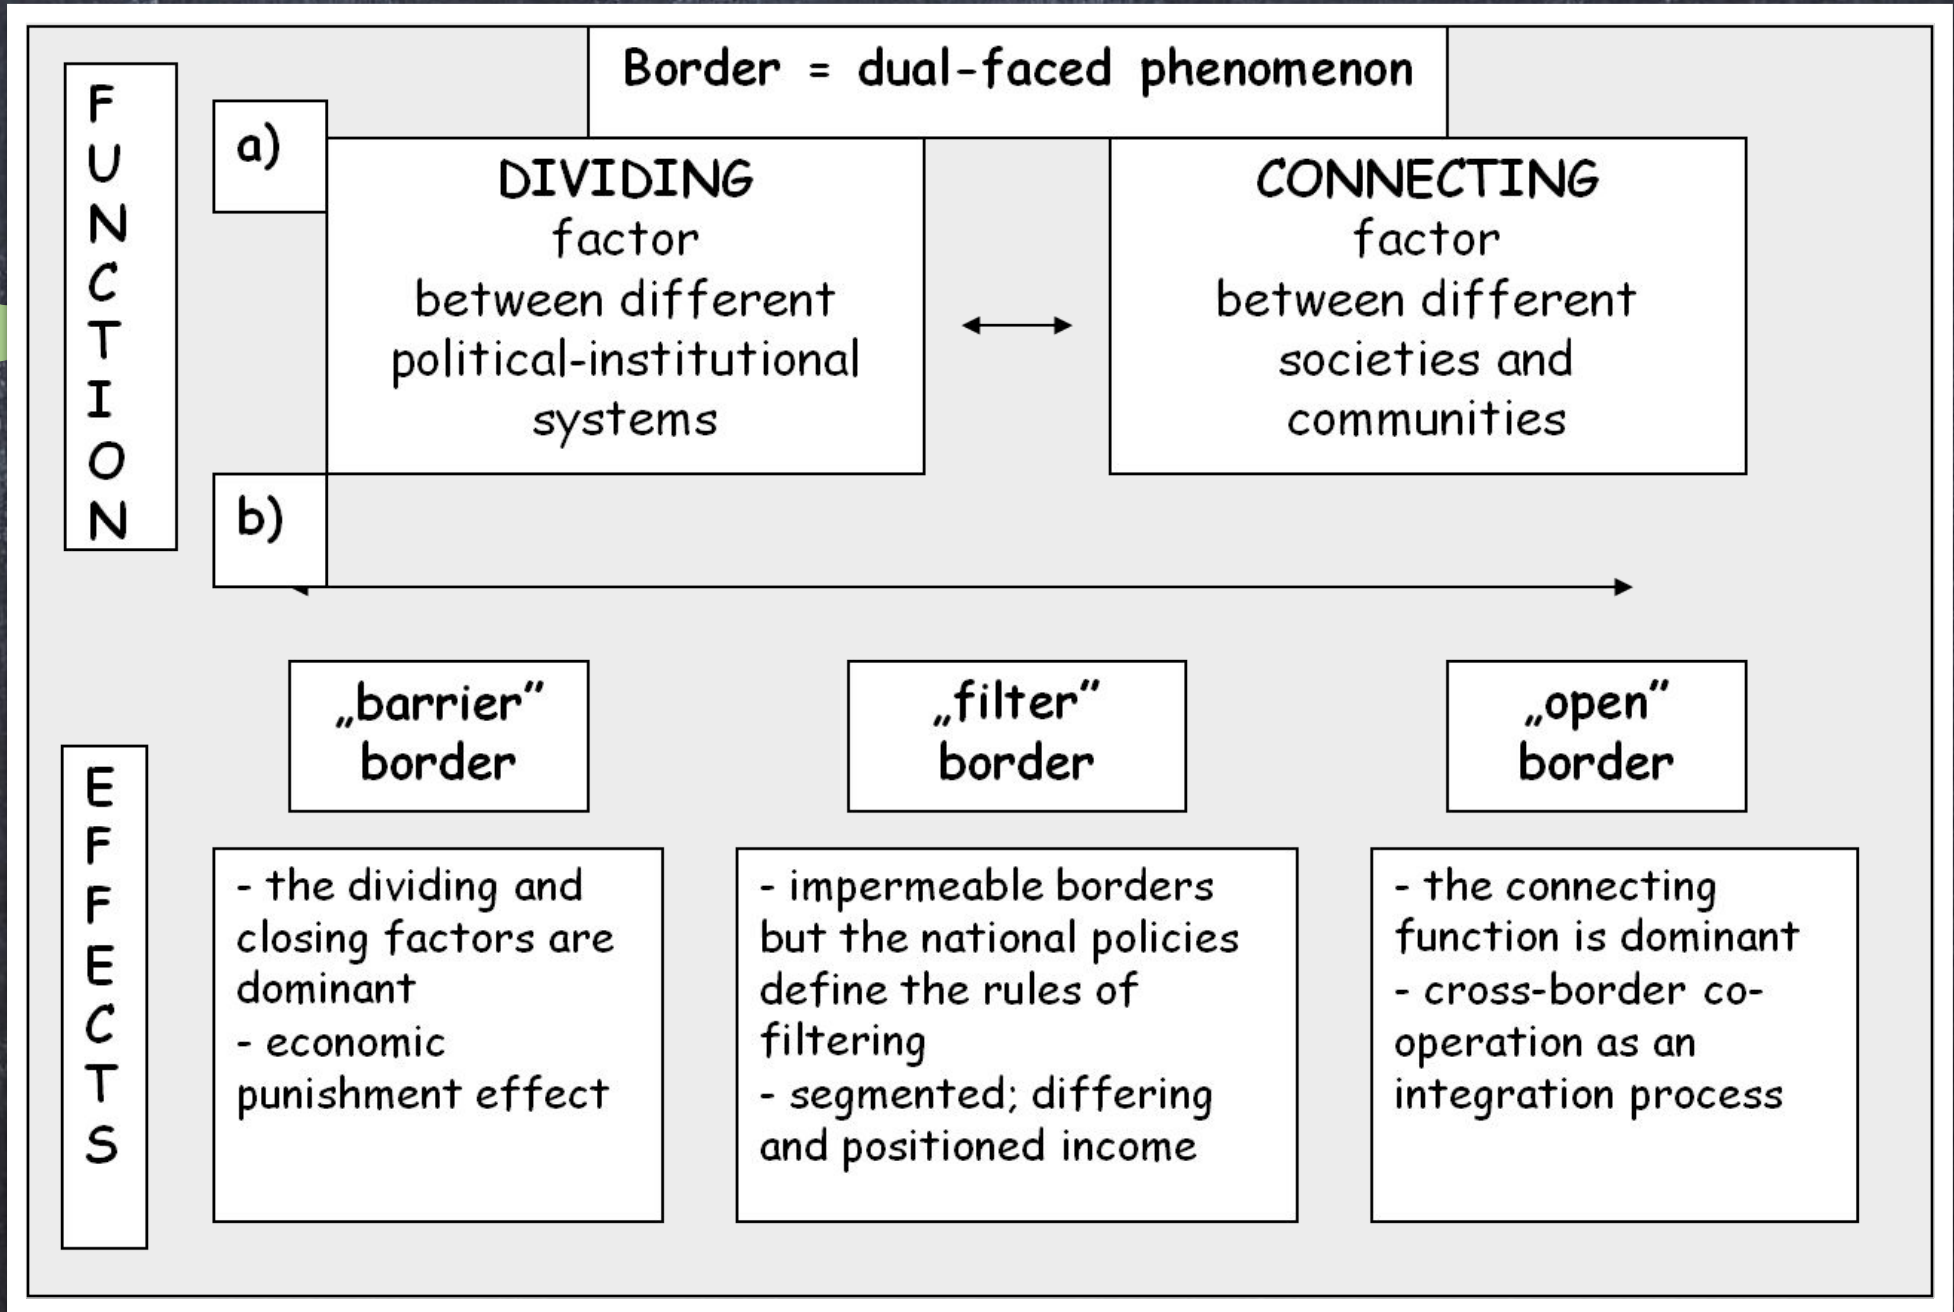 Border = dual-faced phenomenon
FUNCTION
a)
DIVIDING
factor
between different
political-institutional
systems
CONNECTING
factor
between different
societies and
communities
b)
„barrier”
border
„filter”
border
„open”
border
EFFECTS
- the dividing and
closing factors are
dominant
- economic
punishment effect
- impermeable borders
but the national policies
define the rules of
filtering
- segmented; differing
and positioned income
- the connecting
function is dominant
- cross-border co-
operation as an
integration process